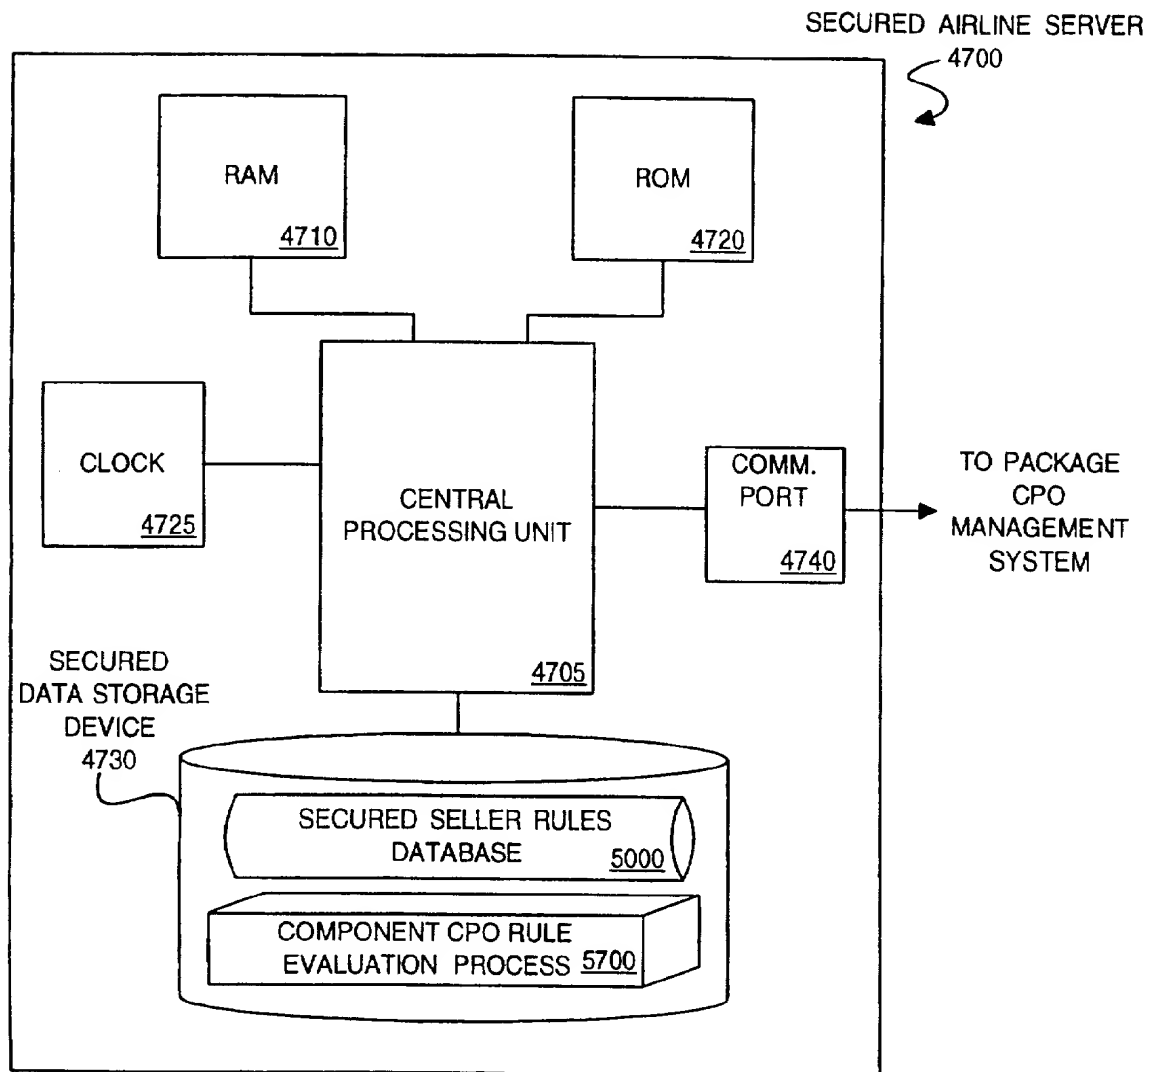 SECURED AIRLINE SERVER
4700
RAM
4710
ROM
4720
CLOCK
4725
CENTRAL
PROCESSING UNIT
4705
COMM.
PORT
4740
TO PACKAGE
CPO
MANAGEMENT
SYSTEM
SECURED
DATA STORAGE
DEVICE
4730
SECURED SELLER RULES
DATABASE 5000
COMPONENT CPO RULE
EVALUATION PROCESS 5700